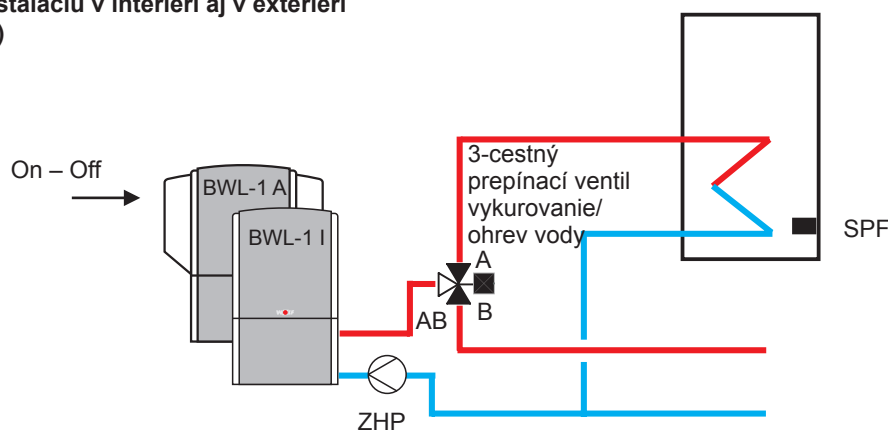 štaláciu v interiéri aj v exteriéri
)
On – Off
BWL-1 A
BWL-1 I
3-cestný
prepínací ventil
vykurovanie/
ohrev vody
A
B
AB
SPF
ZHP